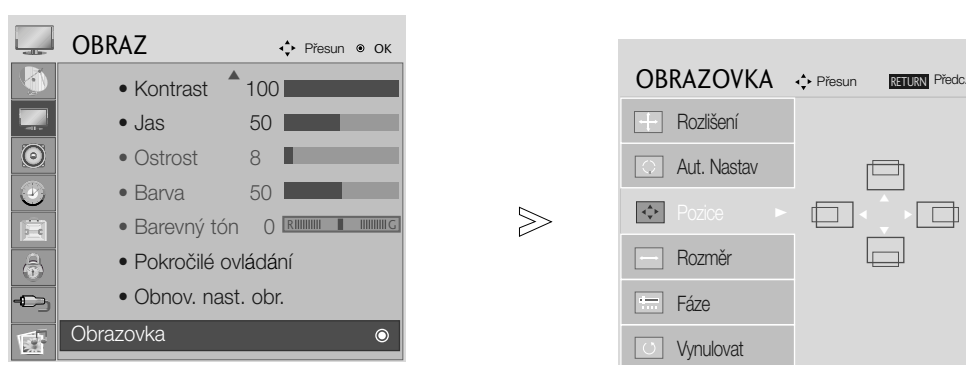 OBRAZ Přesun OK
• Kontrast 100
• Jas 50
• Ostrost 8
• Barva 50
• Barevný tón 0 R G
• Pokročilé ovládání
• Obnov. nast. obr.
Obrazovka
OBRAZOVKA Přesun RETURN Předc.
Rozlišení
Aut. Nastav
Pozice
Rozměr
Fáze
Vynulovat